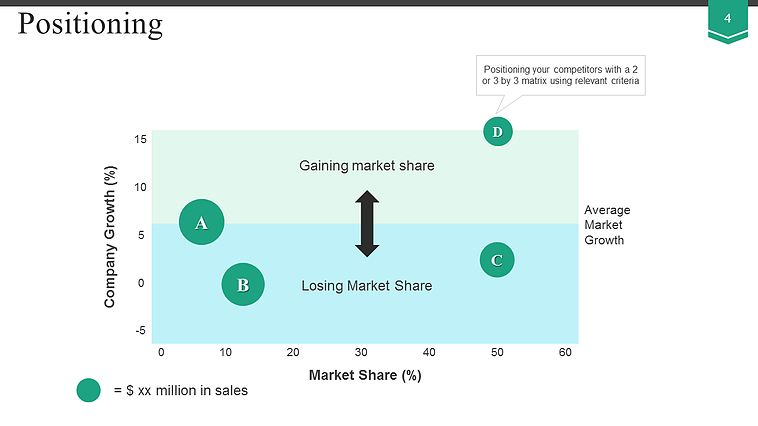 Positioning
4
Positioning your competitors with a 2
or 3 by 3 matrix using relevant criteria
15
10
5
0
-5
Company Growth (%)
D
Gaining market share
A
Average
Market
Growth
C
B
Losing Market Share
0 10 20 30 40 50 60
Market Share (%)
= $ xx million in sales